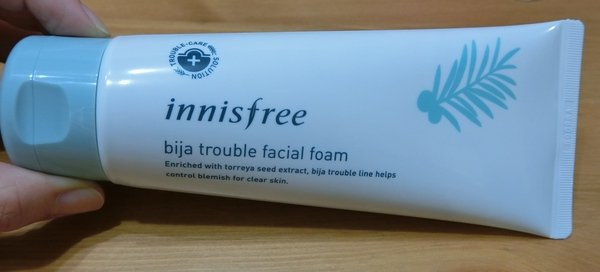 TROUBLE-CARE
SOLUTION
innisfree
bija trouble facial foam
Enriched with torreya seed extract, bija trouble line helps
control blemish for clear skin.